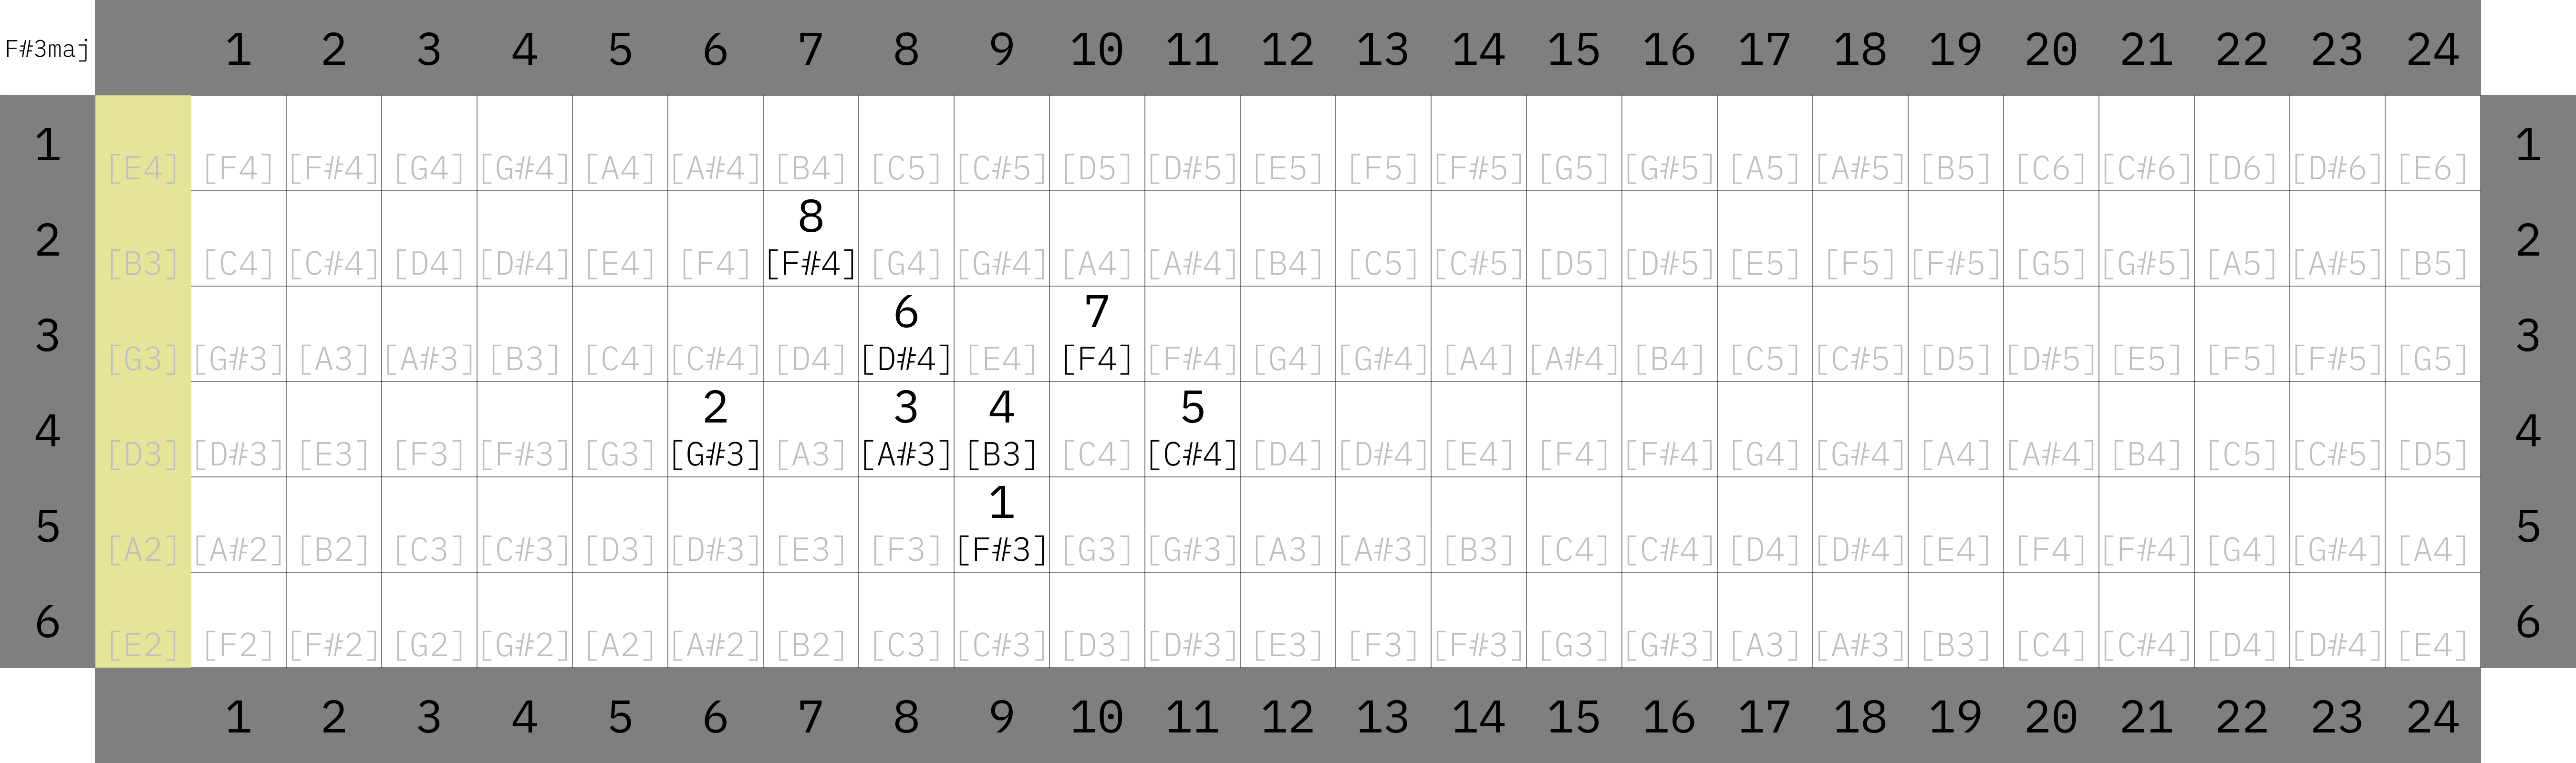 F#3maj 1 2 3 4 5 6 7 8 9 10 11 12 13 14 15 16 17 18 19 20 21 22 23 24
1 [E4] [F4] [F#4] [G4] [G#4] [A4] [A#4] [B4] [C5] [C#5] [D5] [D#5] [E5] [F5] [F#5] [G5] [G#5] [A5] [A#5] [B5] [C6] [C#6] [D6] [D#6] [E6] 1
8
2 [B3] [C4] [C#4] [D4] [D#4] [E4] [F4] [F#4] [G4] [G#4] [A4] [A#4] [B4] [C5] [C#5] [D5] [D#5] [E5] [F5] [F#5] [G5] [G#5] [A5] [A#5] [B5] 2
6 7
3 [G3] [G#3] [A3] [A#3] [B3] [C4] [C#4] [D4] [D#4] [E4] [F4] [F#4] [G4] [G#4] [A4] [A#4] [B4] [C5] [C#5] [D5] [D#5] [E5] [F5] [F#5] [G5] 3
2 3 4 5
4 [D3] [D#3] [E3] [F3] [F#3] [G3] [G#3] [A3] [A#3] [B3] [C4] [C#4] [D4] [D#4] [E4] [F4] [F#4] [G4] [G#4] [A4] [A#4] [B4] [C5] [C#5] [D5] 4
1
5 [A2] [A#2] [B2] [C3] [C#3] [D3] [D#3] [E3] [F3] [F#3] [G3] [G#3] [A3] [A#3] [B3] [C4] [C#4] [D4] [D#4] [E4] [F4] [F#4] [G4] [G#4] [A4] 5
6 [E2] [F2] [F#2] [G2] [G#2] [A2] [A#2] [B2] [C3] [C#3] [D3] [D#3] [E3] [F3] [F#3] [G3] [G#3] [A3] [A#3] [B3] [C4] [C#4] [D4] [D#4] [E4] 6
1 2 3 4 5 6 7 8 9 10 11 12 13 14 15 16 17 18 19 20 21 22 23 24